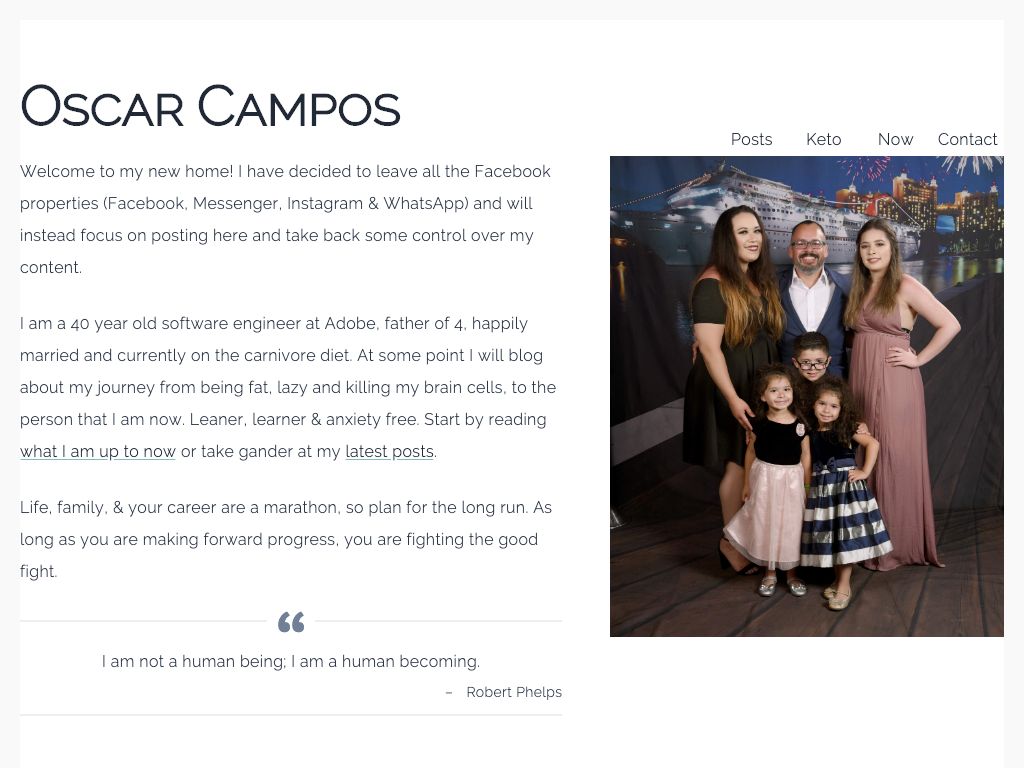 Oscar Campos
Posts
Keto
Now
Contact
Welcome to my new home! I have decided to leave all the Facebook
properties (Facebook, Messenger, Instagram & WhatsApp) and will
instead focus on posting here and take back some control over my
content.
I am a 40 year old software engineer at Adobe, father of 4, happily
married and currently on the carnivore diet. At some point I will blog
about my journey from being fat, lazy and killing my brain cells, to the
person that I am now. Leaner, learner & anxiety free. Start by reading
what I am up to now or take gander at my latest posts.
Life, family, & your career are a marathon, so plan for the long run. As
long as you are making forward progress, you are fighting the good
fight.
I am not a human being; I am a human becoming.
– Robert Phelps